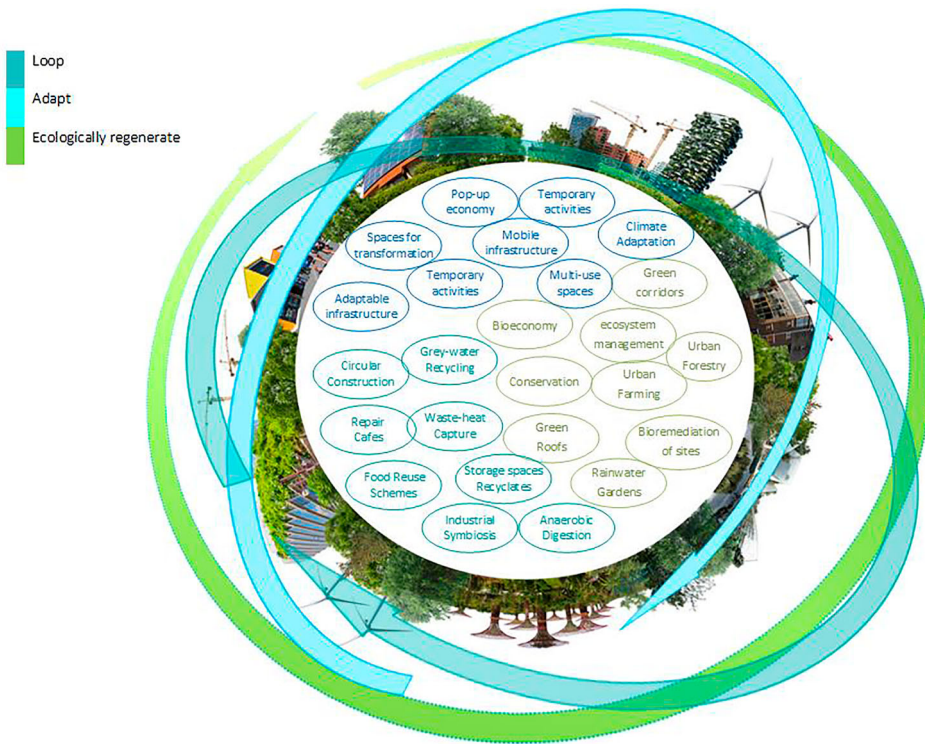 Loop
Adapt
Ecologically regenerate
Pop-up
economy
Temporary
activities
Spaces for
transformation
Mobile
infrastructure
Climate
Adaptation
Temporary
activities
Multi-use
spaces
Green
corridors
Adaptable
infrastructure
Bioeconomy
ecosystem
management
Urban
Forestry
Circular
Construction
Grey-water
Recycling
Conservation
Urban
Farming
Repair
Cafes
Waste-heat
Capture
Green
Roofs
Bioremediation
of sites
Food Reuse
Schemes
Storage spaces
Recyclates
Rainwater
Gardens
Industrial
Symbiosis
Anaerobic
Digestion